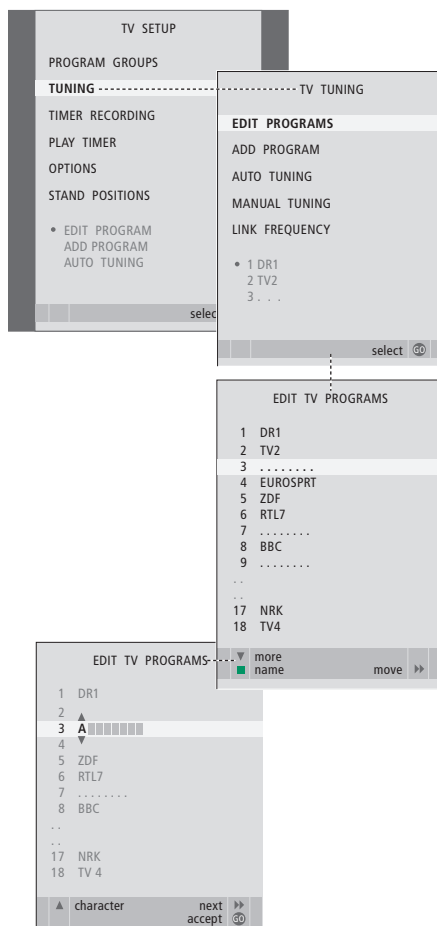 TV SETUP
PROGRAM GROUPS
TUNING
TIMER RECORDING
PLAY TIMER
OPTIONS
STAND POSITIONS
• EDIT PROGRAM
ADD PROGRAM
AUTO TUNING
selec
TV TUNING
EDIT PROGRAMS
ADD PROGRAM
AUTO TUNING
MANUAL TUNING
LINK FREQUENCY
• 1 DR1
2 TV2
3 . . .
select GO
EDIT TV PROGRAMS
1 DR1
2 TV2
3 . . . . . . . .
4 EUROSPRT
5 ZDF
6 RTL7
7 . . . . . . . .
8 BBC
9 . . . . . . . .
. .
. .
17 NRK
18 TV4
▼ more
■ name move ▶▶
EDIT TV PROGRAMS
1 DR1
2 ▲
3 A
4 ▼
5 ZDF
6 RTL7
7 . . . . . . . .
8 BBC
. .
. .
17 NRK
18 TV 4
▲ character next ▶▶
accept GO